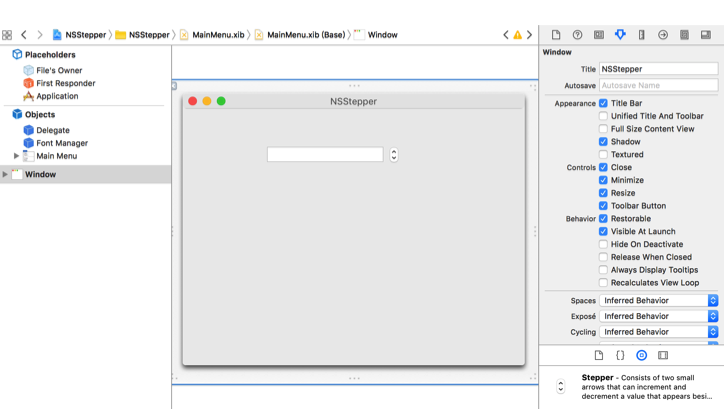 NSStepper NSStepper MainMenu.xib MainMenu.xib (Base) Window
Placeholders
File's Owner
First Responder
Application
Objects
Delegate
Font Manager
Main Menu
Window
NSStepper
Window
Title NSStepper
Autosave Autosave Name
Appearance Title Bar
Unified Title And Toolbar
Full Size Content View
Shadow
Textured
Controls Close
Minimize
Resize
Toolbar Button
Behavior Restorable
Visible At Launch
Hide On Deactivate
Release When Closed
Always Display Tooltips
Recalculates View Loop
Spaces Inferred Behavior
Exposé Inferred Behavior
Cycling Inferred Behavior
Stepper - Consists of two small
arrows that can increment and
decrement a value that appears besi...